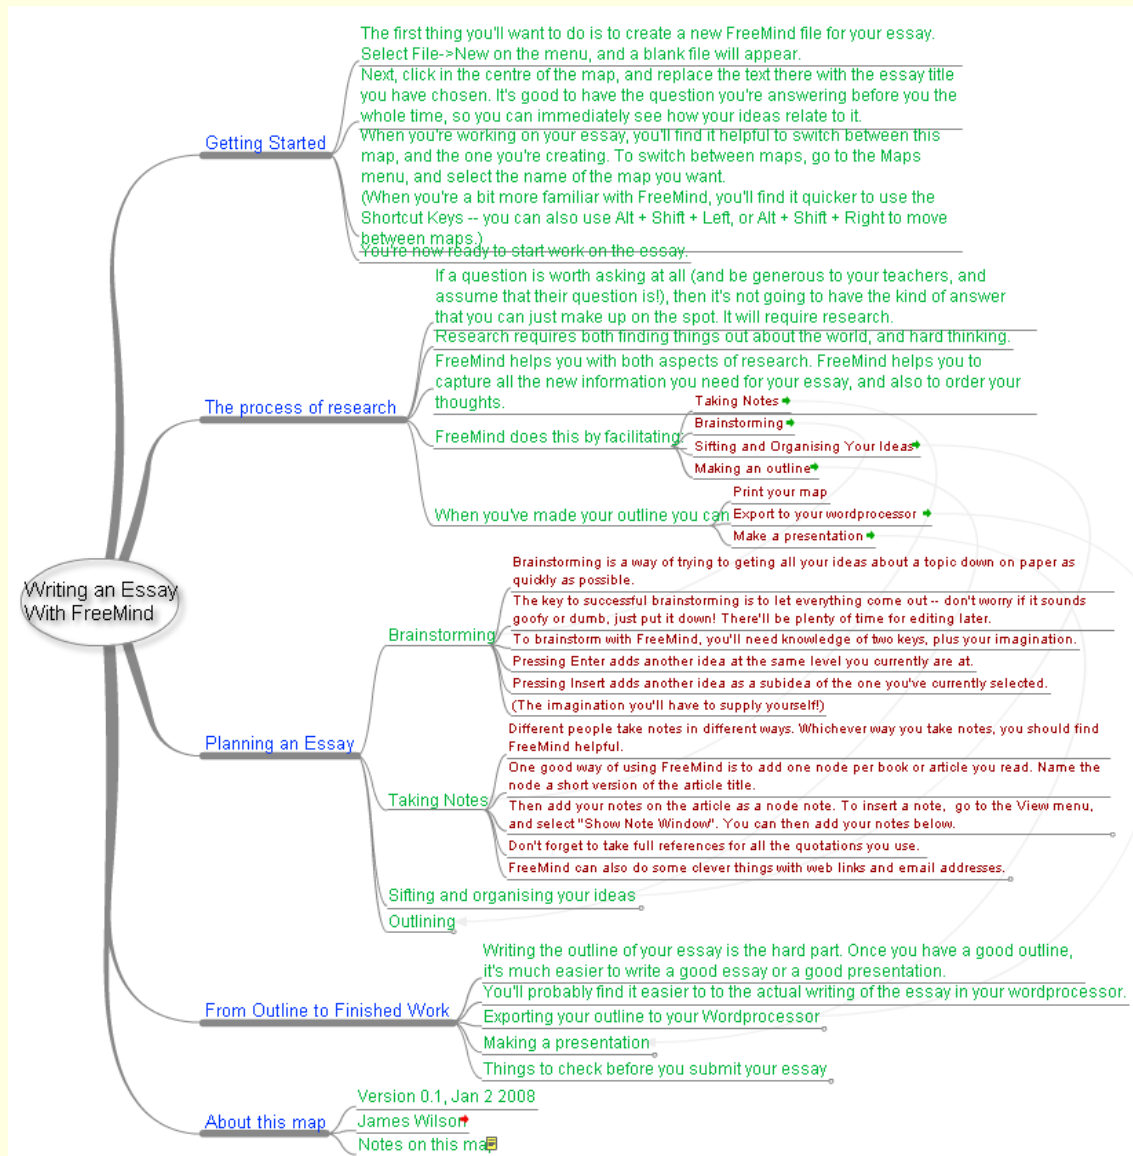 The first thing you'll want to do is to create a new FreeMind file for your essay.
Select File->New on the menu, and a blank file will appear.
Next, click in the centre of the map, and replace the text there with the essay title
you have chosen. It's good to have the question you're answering before you the
whole time, so you can immediately see how your ideas relate to it.
Getting Started
When you're working on your essay, you'll find it helpful to switch between this
map, and the one you're creating. To switch between maps, go to the Maps
menu, and select the name of the map you want.
(When you're a bit more familiar with FreeMind, you'll find it quicker to use the
Shortcut Keys -- you can also use Alt + Shift + Left, or Alt + Shift + Right to move
between maps.)
You're now ready to start work on the essay.
If a question is worth asking at all (and be generous to your teachers, and
assume that their question is!), then it's not going to have the kind of answer
that you can just make up on the spot. It will require research.
Research requires both finding things out about the world, and hard thinking.
FreeMind helps you with both aspects of research. FreeMind helps you to
capture all the new information you need for your essay, and also to order your
thoughts.
The process of research
FreeMind does this by facilitating:
Taking Notes
Brainstorming
Sifting and Organising Your Ideas
Making an outline
When you've made your outline you can
Print your map
Export to your wordprocessor
Make a presentation
Writing an Essay
With FreeMind
Brainstorming is a way of trying to geting all your ideas about a topic down on paper as
quickly as possible.
The key to successful brainstorming is to let everything come out -- don't worry if it sounds
goofy or dumb, just put it down! There'll be plenty of time for editing later.
Brainstorming
To brainstorm with FreeMind, you'll need knowledge of two keys, plus your imagination.
Pressing Enter adds another idea at the same level you currently are at.
Pressing Insert adds another idea as a subidea of the one you've currently selected.
(The imagination you'll have to supply yourself!)
Planning an Essay
Different people take notes in different ways. Whichever way you take notes, you should find
FreeMind helpful.
One good way of using FreeMind is to add one node per book or article you read. Name the
node a short version of the article title.
Taking Notes
Then add your notes on the article as a node note. To insert a note, go to the View menu,
and select "Show Note Window". You can then add your notes below.
Don't forget to take full references for all the quotations you use.
FreeMind can also do some clever things with web links and email addresses.
Sifting and organising your ideas
Outlining
Writing the outline of your essay is the hard part. Once you have a good outline,
it's much easier to write a good essay or a good presentation.
You'll probably find it easier to to the actual writing of the essay in your wordprocessor.
From Outline to Finished Work
Exporting your outline to your Wordprocessor
Making a presentation
Things to check before you submit your essay
About this map
Version 0.1, Jan 2 2008
James Wilson
Notes on this map